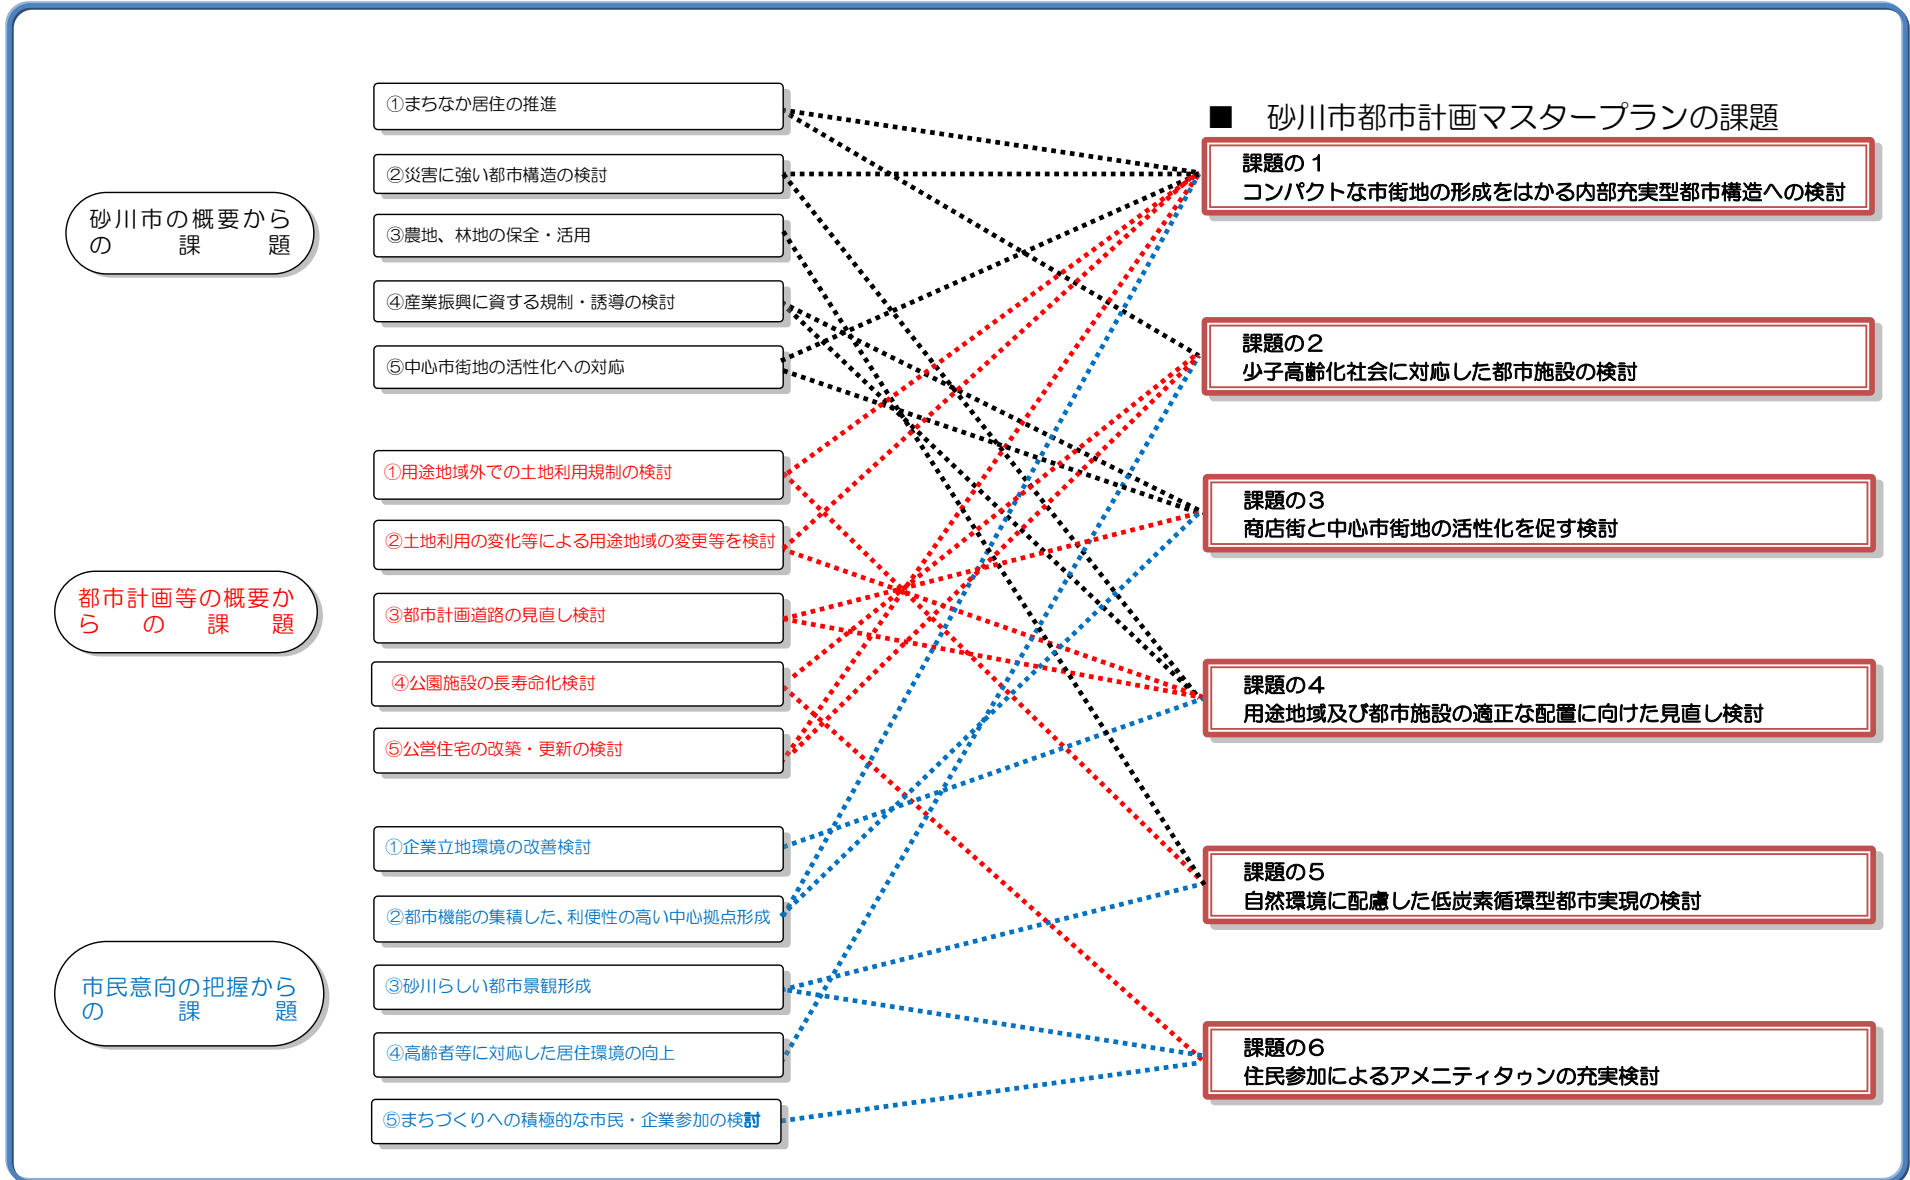 砂川市の概要から
の課題
①まちなか居住の推進
②災害に強い都市構造の検討
③農地、林地の保全・活用
④産業振興に資する規制・誘導の検討
⑤中心市街地の活性化への対応
都市計画等の概要か
らの課題
①用途地域外での土地利用規制の検討
②土地利用の変化等による用途地域の変更等を検討
③都市計画道路の見直し検討
④公園施設の長寿命化検討
⑤公営住宅の改築・更新の検討
市民意向の把握から
の課題
①企業立地環境の改善検討
②都市機能の集積した、利便性の高い中心拠点形成
③砂川らしい都市景観形成
④高齢者等に対応した居住環境の向上
⑤まちづくりへの積極的な市民・企業参加の検討
■ 砂川市都市計画マスタープランの課題
課題の1
コンパクトな市街地の形成をはかる内部充実型都市構造への検討
課題の2
少子高齢化社会に対応した都市施設の検討
課題の3
商店街と中心市街地の活性化を促す検討
課題の4
用途地域及び都市施設の適正な配置に向けた見直し検討
課題の5
自然環境に配慮した低炭素循環型都市実現の検討
課題の6
住民参加によるアメニティタゥンの充実検討